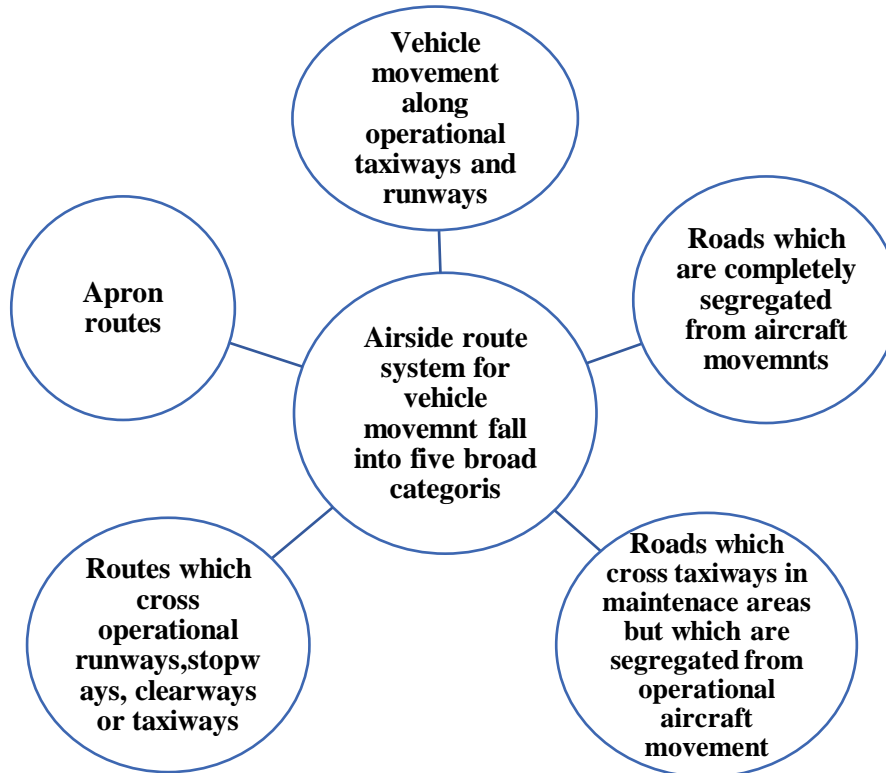 Vehicle
movement
along
operational
taxiways and
runways
Roads which
are completely
segregated
from aircraft
movemnts
Apron
routes
Airside route
system for
vehicle
movemnt fall
into five broad
categoris
Routes which
cross
operational
runways,stopw
ays, clearways
or taxiways
Roads which
cross taxiways in
maintenace areas
but which are
segregated from
operational
aircraft
movement